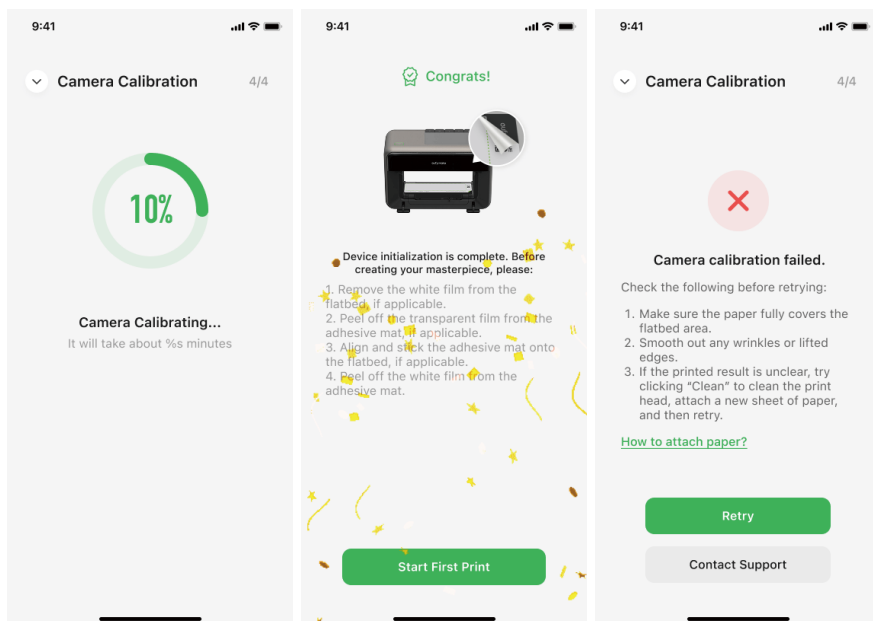 9:41
Camera Calibration
4/4
10%
Camera Calibrating...
It will take about %s minutes
9:41
Congrats!
Device initialization is complete. Before
creating your masterpiece, please:
1. Remove the white film from the
flatbed, if applicable.
2. Peel off the transparent film from the
adhesive mat, if applicable.
3. Align and stick the adhesive mat onto
the flatbed, if applicable.
4. Peel off the white film from the
adhesive mat.
Start First Print
9:41
Camera Calibration
4/4
Camera calibration failed.
Check the following before retrying:
1. Make sure the paper fully covers the
flatbed area.
2. Smooth out any wrinkles or lifted
edges.
3. If the printed result is unclear, try
clicking “Clean” to clean the print
head, attach a new sheet of paper,
and then retry.
How to attach paper?
Retry
Contact Support